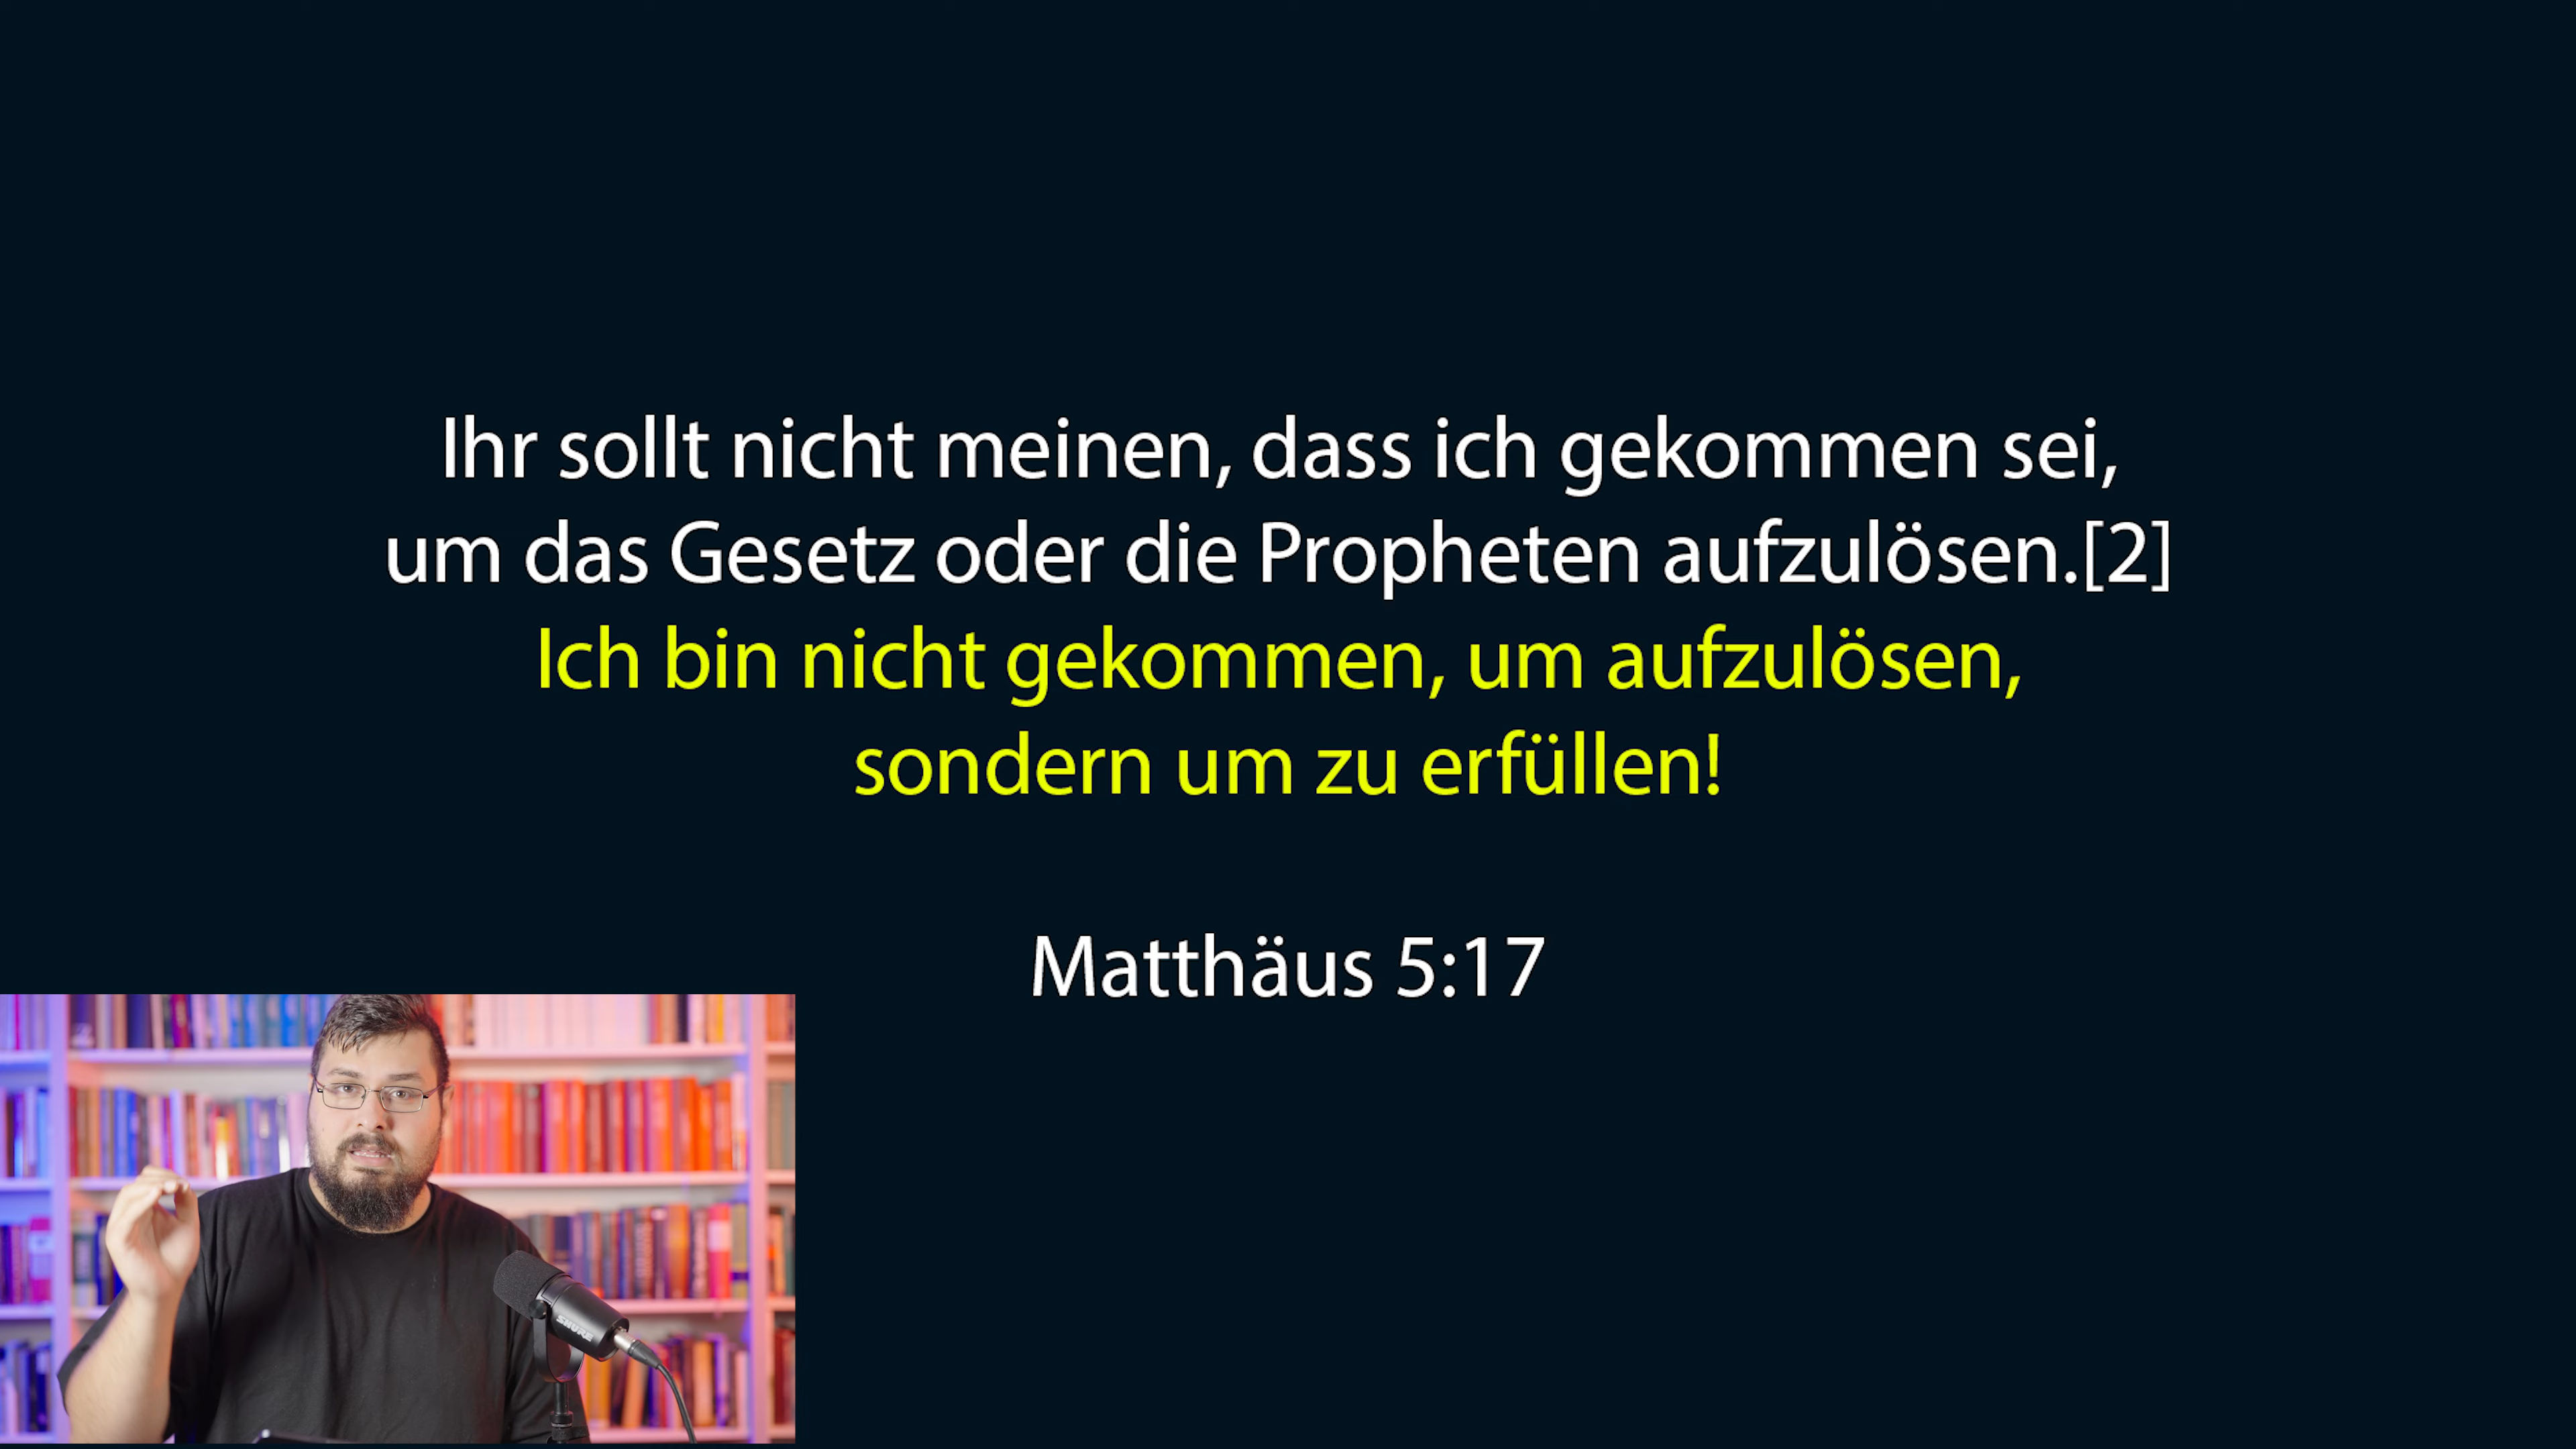 Ihr sollt nicht meinen, dass ich gekommen sei,
um das Gesetz oder die Propheten aufzulösen.[2]
Ich bin nicht gekommen, um aufzulösen,
sondern um zu erfüllen!
Matthäus 5:17
SHURE